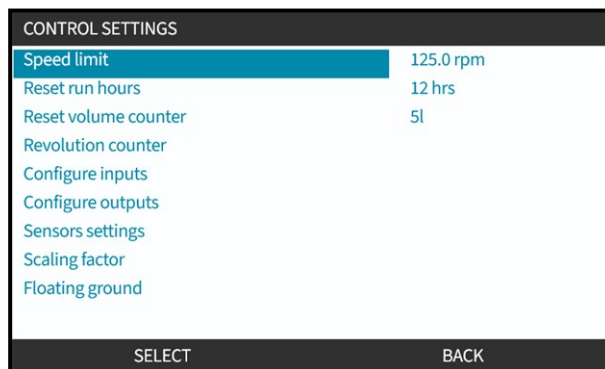 CONTROL SETTINGS
Speed limit 125.0 rpm
Reset run hours 12 hrs
Reset volume counter 5l
Revolution counter
Configure inputs
Configure outputs
Sensors settings
Scaling factor
Floating ground
SELECT BACK